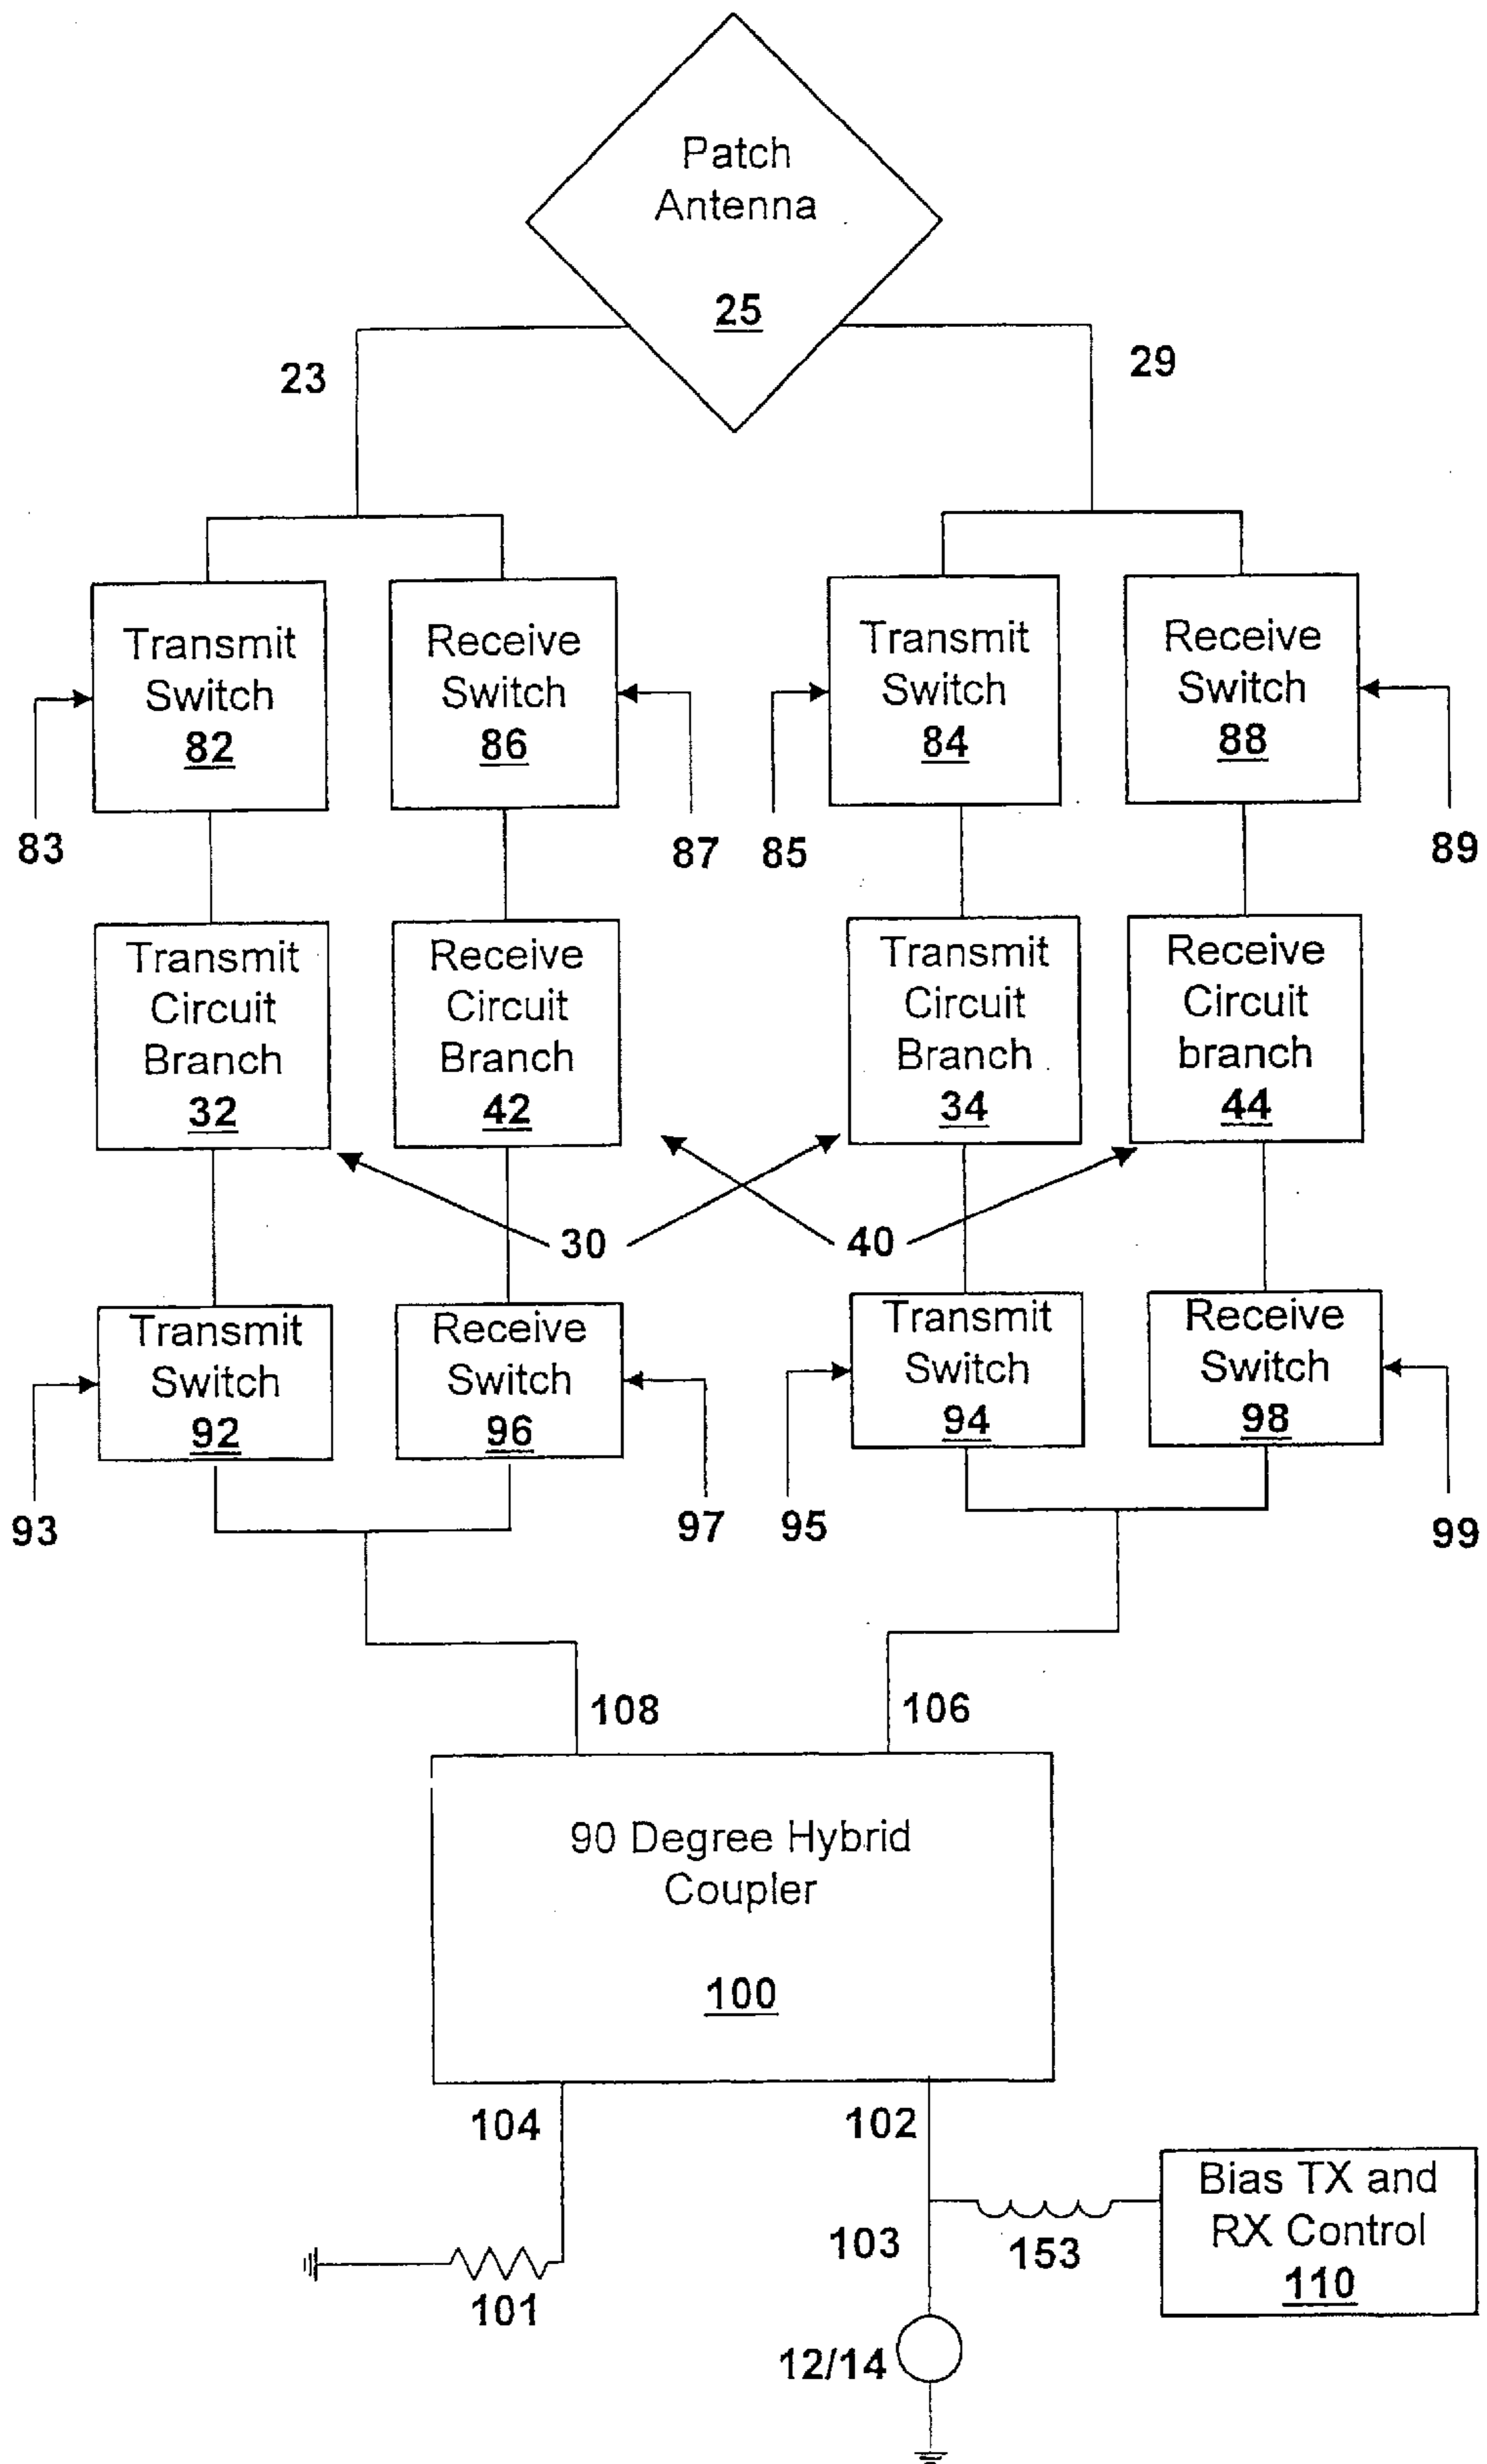 Patch
Antenna
25
23
29
Transmit
Switch
82
Receive
Switch
86
Transmit
Switch
84
Receive
Switch
88
83
87
85
89
Transmit
Circuit
Branch
32
Receive
Circuit
Branch
42
Transmit
Circuit
Branch
34
Receive
Circuit
branch
44
30
40
Transmit
Switch
92
Receive
Switch
96
Transmit
Switch
94
Receive
Switch
98
93
97
95
99
108
106
90 Degree Hybrid
Coupler
100
104
102
Bias TX and
RX Control
110
103
153
101
12/14